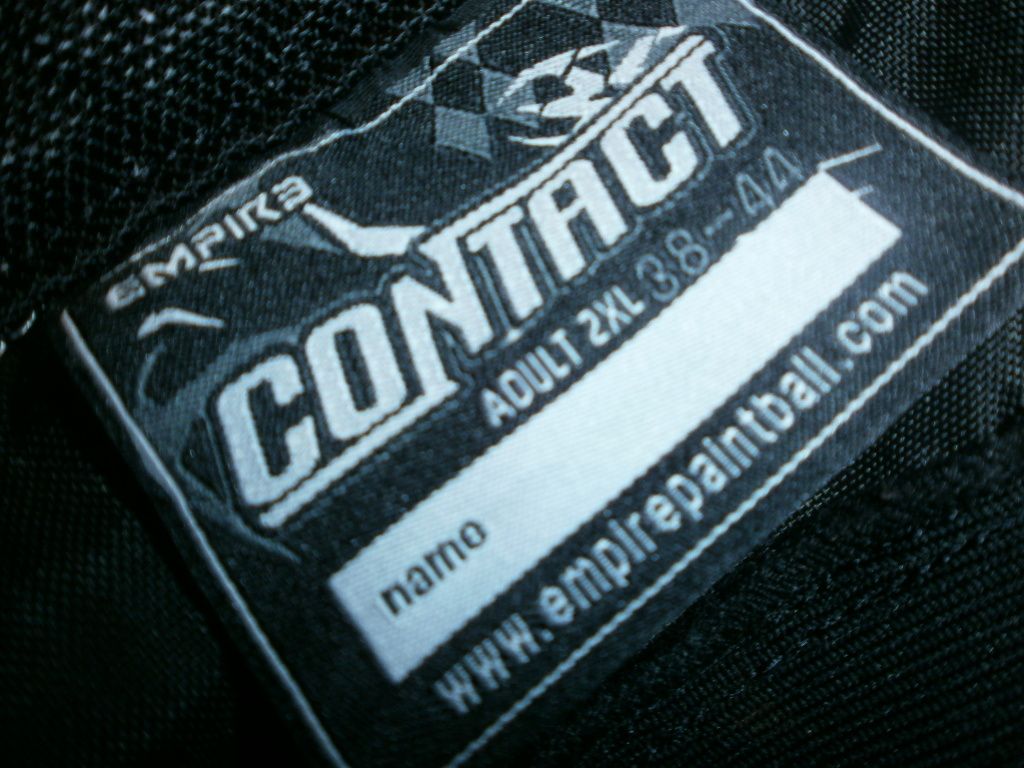 EMPIRE
CONTACT
ADULT 2XL 38-44
name
www.empirepaintball.com